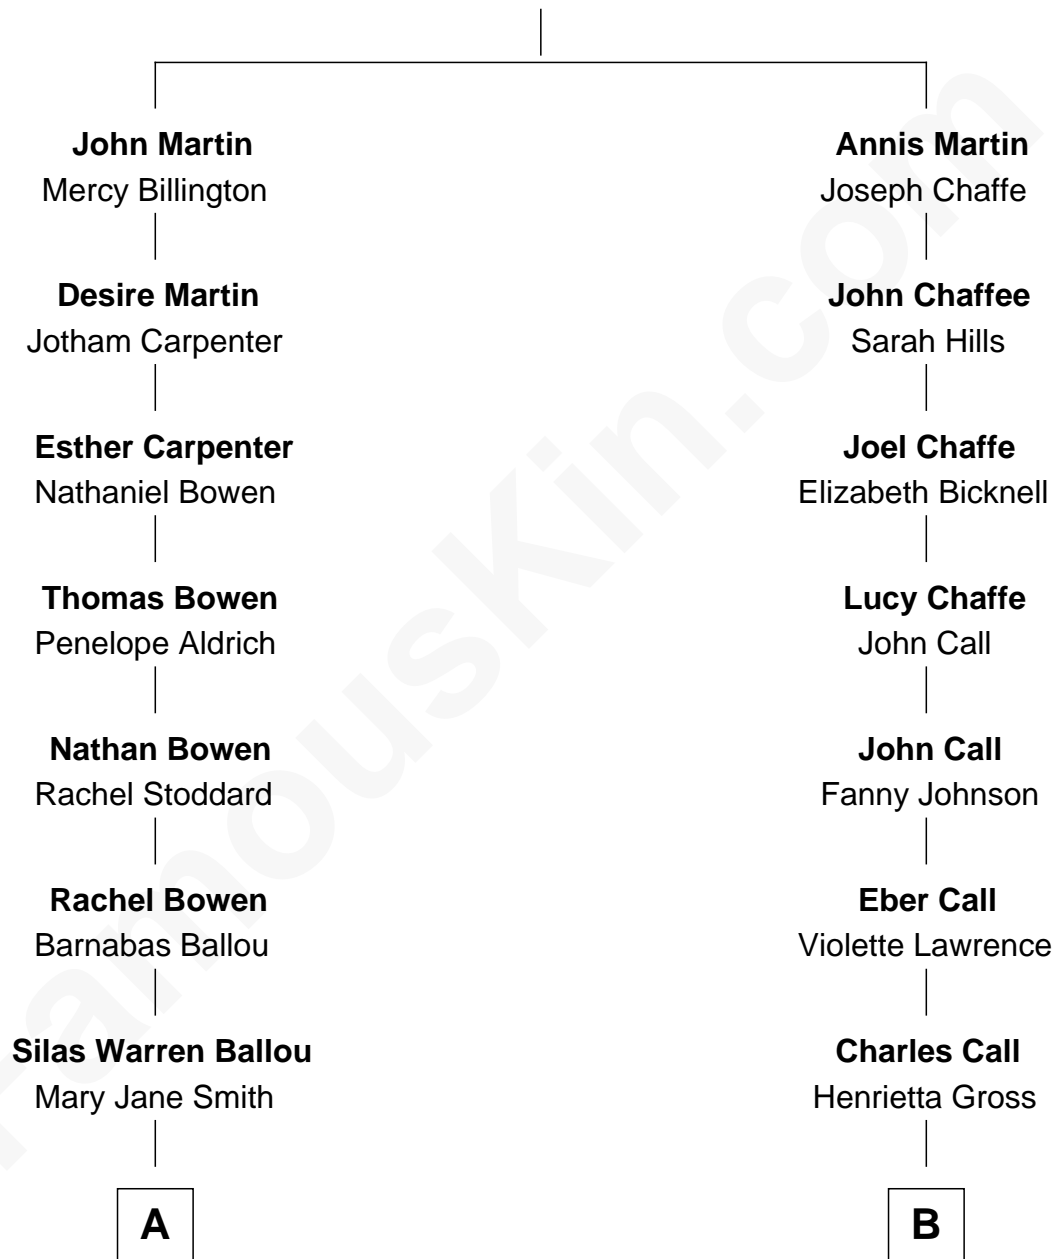 John Martin
Mercy Billington
Desire Martin
Jotham Carpenter
Esther Carpenter
Nathaniel Bowen
Thomas Bowen
Penelope Aldrich
Nathan Bowen
Rachel Stoddard
Rachel Bowen
Barnabas Ballou
Silas Warren Ballou
Mary Jane Smith
A
Annis Martin
Joseph Chaffe
John Chaffee
Sarah Hills
Joel Chaffe
Elizabeth Bicknell
Lucy Chaffe
John Call
John Call
Fanny Johnson
Eber Call
Violette Lawrence
Charles Call
Henrietta Gross
B
FamousKin.com